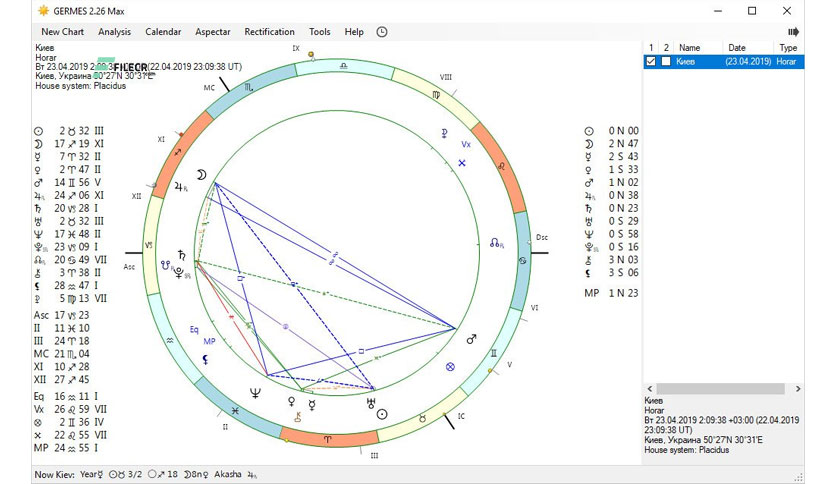 GERMES 2.26 Max
New Chart Analysis Calendar Aspectar Rectification Tools Help
Киев
Horar
Вт 23.04.2019 2:09:3 (22.04.2019 23:09:38 UT)
FILECR
Киев, Украина 50°27'N 30°31'E
House system: Placidus
☉ 2 ♉ 32 III
☽ 17 ♐ 19 XI
☿ 7 ♈ 32 II
♀ 2 ♈ 47 II
♂ 14 ♊ 56 V
♃R 24 ♐ 06 XI
♄ 20 ♑ 28 I
♅ 2 ♉ 32 III
♆ 17 ♓ 48 II
23 ♑ 09 I
☊R 20 ♋ 49 VII
⚷ 3 ♈ 38 II
⚸ 28 ♒ 47 I
⚴ 5 ♍ 13 VII
Asc 17 ♑ 23
II 11 ♓ 10
III 24 ♈ 18
MC 21 ♏ 04
XI 10 ♐ 28
XII 27 ♐ 45
Eq 16 ♒ 11 I
Vx 26 ♌ 59 VII
⊗ 2 ♊ 36 IV
22 ♌ 55 VII
MP 24 ♒ 55 I
IX
VIII
MC
XI
XII
Asc
Dsc
VI
V
IC
III
II
Vx
Eq
MP
☉ 0 N 00
☽ 2 N 47
☿ 2 S 43
♀ 1 S 33
♂ 1 N 02
♃R 0 N 38
♄ 0 N 23
♅ 0 S 29
♆ 0 S 58
0 S 16
⚷ 3 N 03
⚸ 3 S 06
MP 1 N 23
1 2 Name Date Type
Киев (23.04.2019) Horar
Киев
Horar
Вт 23.04.2019 2:09:38 +03:00 (22.04.2019
23:09:38 UT)
Киев, Украина 50°27'N 30°31'E
House system: Placidus
Now Kiev: Year☿ ☉♉ 3/2 ○♐ 18 ☽8n♀ Akasha ♃R